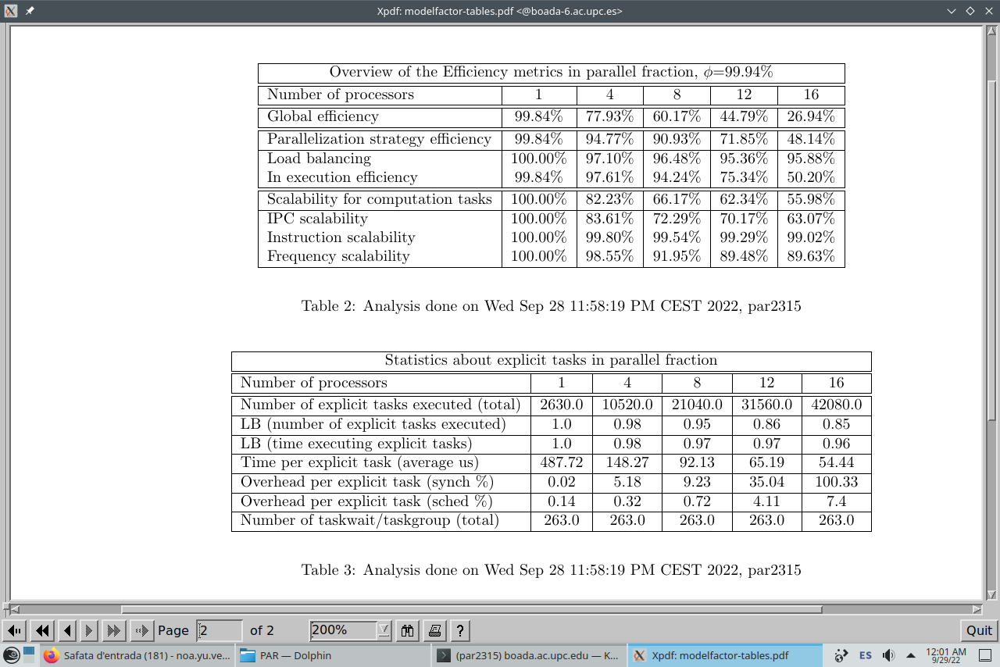 Xpdf: modelfactor-tables.pdf <@boada-6.ac.upc.es>
Overview of the Efficiency metrics in parallel fraction, ϕ=99.94%
Number of processors 1 4 8 12 16
Global efficiency 99.84% 77.93% 60.17% 44.79% 26.94%
Parallelization strategy efficiency 99.84% 94.77% 90.93% 71.85% 48.14%
Load balancing 100.00% 97.10% 96.48% 95.36% 95.88%
In execution efficiency 99.84% 97.61% 94.24% 75.34% 50.20%
Scalability for computation tasks 100.00% 82.23% 66.17% 62.34% 55.98%
IPC scalability 100.00% 83.61% 72.29% 70.17% 63.07%
Instruction scalability 100.00% 99.80% 99.54% 99.29% 99.02%
Frequency scalability 100.00% 98.55% 91.95% 89.48% 89.63%
Table 2: Analysis done on Wed Sep 28 11:58:19 PM CEST 2022, par2315
Statistics about explicit tasks in parallel fraction
Number of processors 1 4 8 12 16
Number of explicit tasks executed (total) 2630.0 10520.0 21040.0 31560.0 42080.0
LB (number of explicit tasks executed) 1.0 0.98 0.95 0.86 0.85
LB (time executing explicit tasks) 1.0 0.98 0.97 0.97 0.96
Time per explicit task (average us) 487.72 148.27 92.13 65.19 54.44
Overhead per explicit task (synch %) 0.02 5.18 9.23 35.04 100.33
Overhead per explicit task (sched %) 0.14 0.32 0.72 4.11 7.4
Number of taskwait/taskgroup (total) 263.0 263.0 263.0 263.0 263.0
Table 3: Analysis done on Wed Sep 28 11:58:19 PM CEST 2022, par2315
Page 2 of 2 200% ? Quit
Safata d'entrada (181) - noa.yu.ve... PAR — Dolphin (par2315) boada.ac.upc.edu — K... Xpdf: modelfactor-tables.pdf ES 12:01 AM
9/29/22